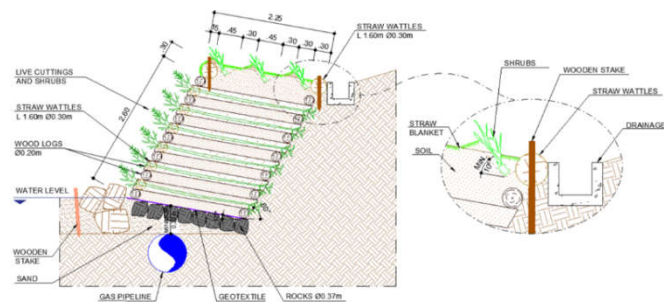 2.25
.15 .45 .30 .45 .30 .30 .30
.30
2.60
STRAW WATTLES
L 1.60m Ø0.30m
LIVE CUTTINGS
AND SHRUBS
STRAW WATTLES
L 1.60m Ø0.30m
WOOD LOGS
Ø0.20m
WATER LEVEL
WOODEN
STAKE
SAND
GAS PIPELINE
GEOTEXTILE
ROCKS Ø0.37m
SHRUBS
WOODEN STAKE
STRAW WATTLES
DRAINAGE
STRAW
BLANKET
SOIL